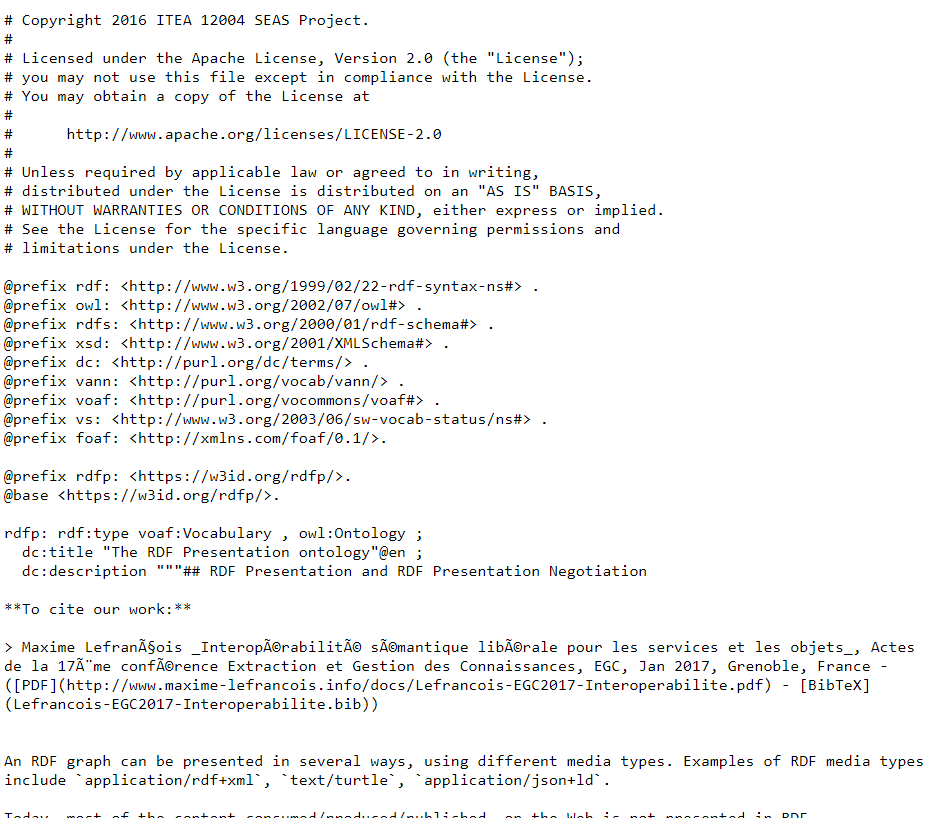 # Copyright 2016 ITEA 12004 SEAS Project.
#
# Licensed under the Apache License, Version 2.0 (the "License");
# you may not use this file except in compliance with the License.
# You may obtain a copy of the License at
#
#      http://www.apache.org/licenses/LICENSE-2.0
#
# Unless required by applicable law or agreed to in writing,
# distributed under the License is distributed on an "AS IS" BASIS,
# WITHOUT WARRANTIES OR CONDITIONS OF ANY KIND, either express or implied.
# See the License for the specific language governing permissions and
# limitations under the License.

@prefix rdf: <http://www.w3.org/1999/02/22-rdf-syntax-ns#> .
@prefix owl: <http://www.w3.org/2002/07/owl#> .
@prefix rdfs: <http://www.w3.org/2000/01/rdf-schema#> .
@prefix xsd: <http://www.w3.org/2001/XMLSchema#> .
@prefix dc: <http://purl.org/dc/terms/> .
@prefix vann: <http://purl.org/vocab/vann/> .
@prefix voaf: <http://purl.org/vocommons/voaf#> .
@prefix vs: <http://www.w3.org/2003/06/sw-vocab-status/ns#> .
@prefix foaf: <http://xmlns.com/foaf/0.1/>.

@prefix rdfp: <https://w3id.org/rdfp/>.
@base <https://w3id.org/rdfp/>.

rdfp: rdf:type voaf:Vocabulary , owl:Ontology ;
  dc:title "The RDF Presentation ontology"@en ;
  dc:description """## RDF Presentation and RDF Presentation Negotiation

**To cite our work:**

> Maxime LefranÃ§ois _InteropÃ©rabilitÃ© sÃ©mantique libÃ©rale pour les services et les objets_, Actes
de la 17Ã¨me confÃ©rence Extraction et Gestion des Connaissances, EGC, Jan 2017, Grenoble, France -
([PDF](http://www.maxime-lefrancois.info/docs/Lefrancois-EGC2017-Interoperabilite.pdf) - [BibTeX]
(Lefrancois-EGC2017-Interoperabilite.bib))


An RDF graph can be presented in several ways, using different media types. Examples of RDF media types
include `application/rdf+xml`, `text/turtle`, `application/json+ld`.

Today, most of the content consumed/produced/published, on the Web is not presented in RDF.